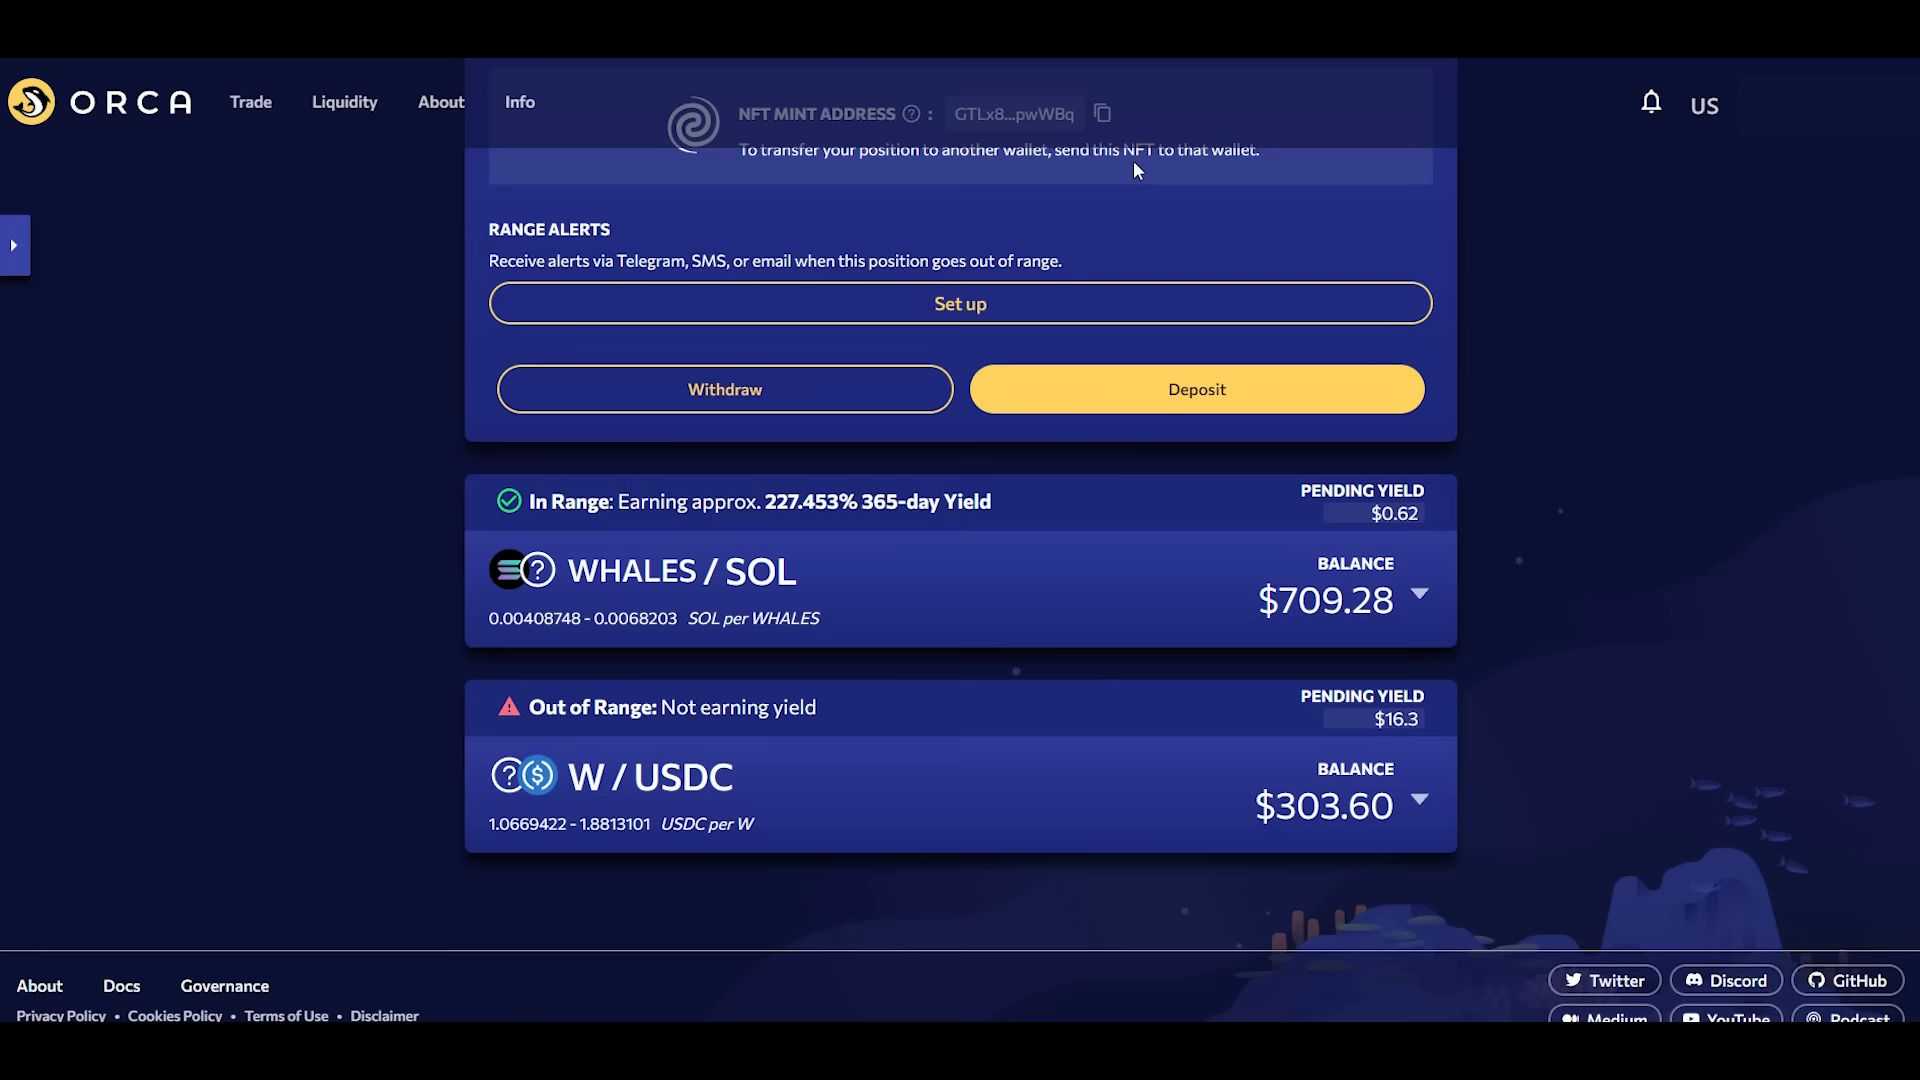 ORCA Trade Liquidity About Info US
NFT MINT ADDRESS ? : GTLx8...pwWBq
To transfer your position to another wallet, send this NFT to that wallet.
RANGE ALERTS
Receive alerts via Telegram, SMS, or email when this position goes out of range.
Set up
Withdraw Deposit
In Range: Earning approx. 227.453% 365-day Yield
PENDING YIELD
$0.62
? WHALES / SOL
BALANCE
$709.28
0.00408748 - 0.0068203 SOL per WHALES
Out of Range: Not earning yield
PENDING YIELD
$16.3
? $ W / USDC
BALANCE
$303.60
1.0669422 - 1.8813101 USDC per W
About Docs Governance
Twitter Discord GitHub
Privacy Policy • Cookies Policy • Terms of Use • Disclaimer
Medium YouTube Podcast